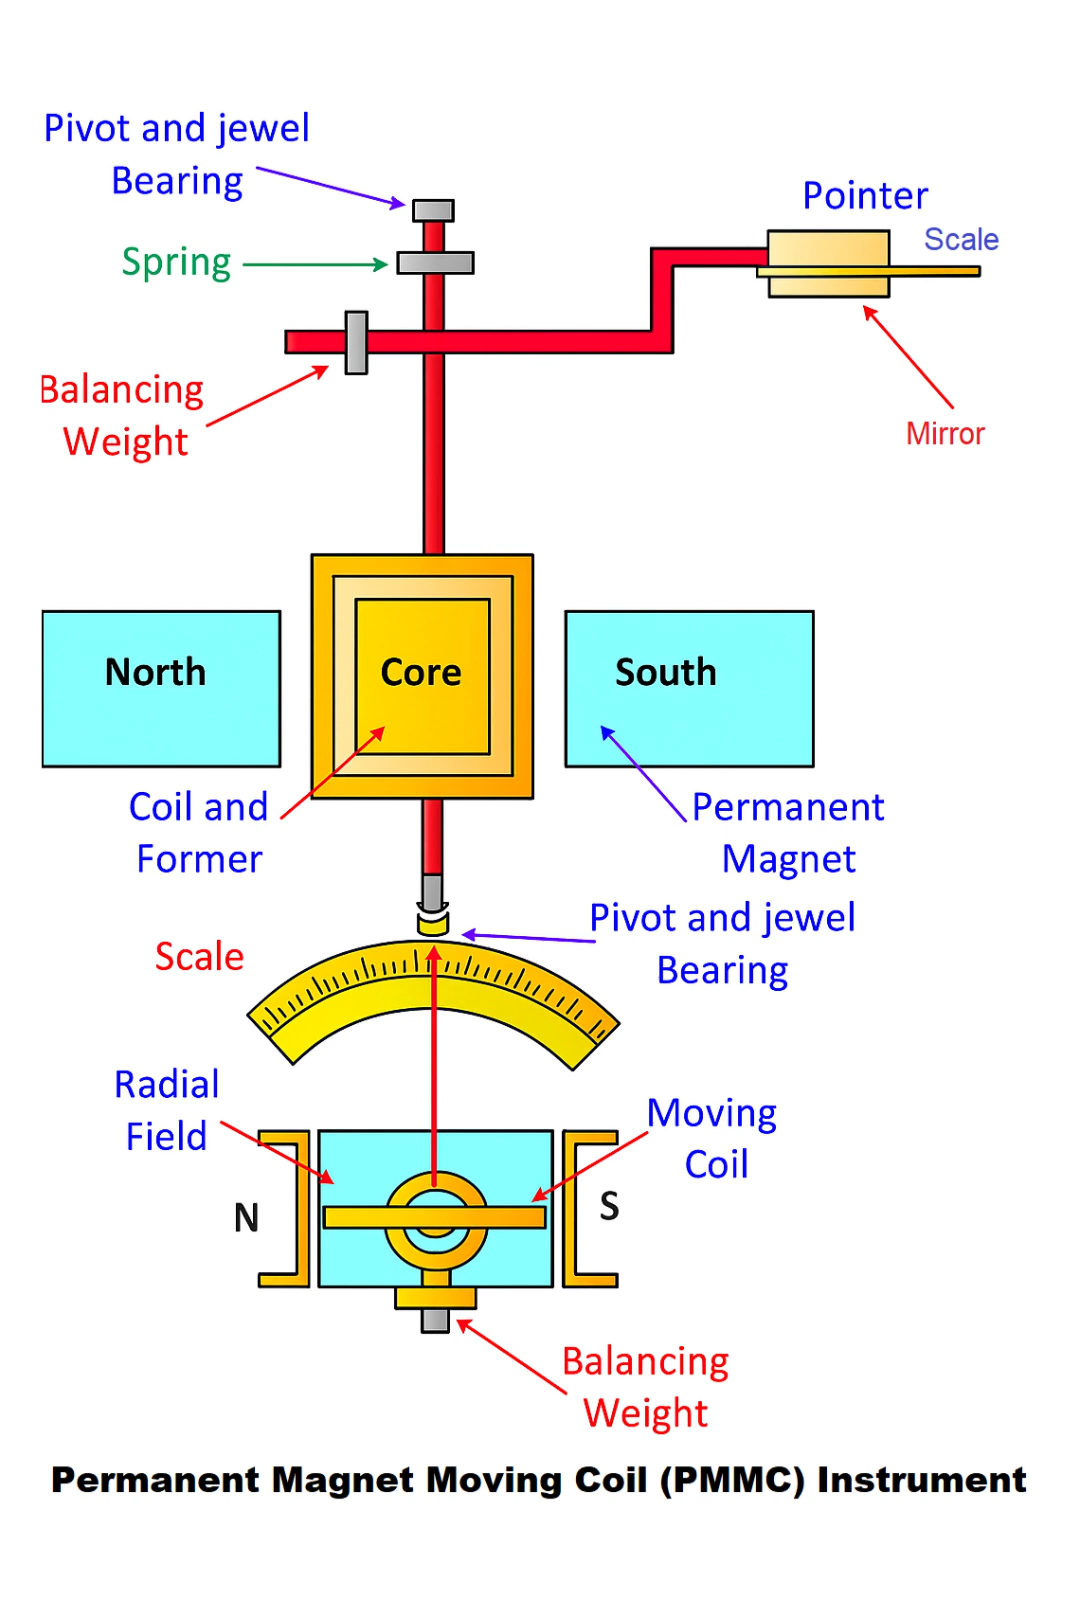 Pivot and jewel
Bearing
Pointer
Scale
Spring
Balancing
Weight
Mirror
North
Core
South
Coil and
Former
Permanent
Magnet
Pivot and jewel
Bearing
Scale
Radial
Field
Moving
Coil
N
S
Balancing
Weight
Permanent Magnet Moving Coil (PMMC) Instrument